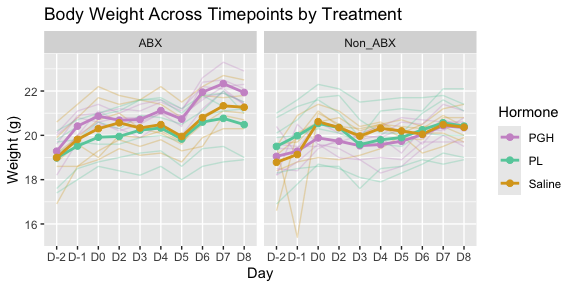 Body Weight Across Timepoints by Treatment
ABX Non_ABX
Weight (g)
22
20
18
16
D-2 D-1 D0 D2 D3 D4 D5 D6 D7 D8 D-2 D-1 D0 D2 D3 D4 D5 D6 D7 D8
Day
Hormone
PGH
PL
Saline